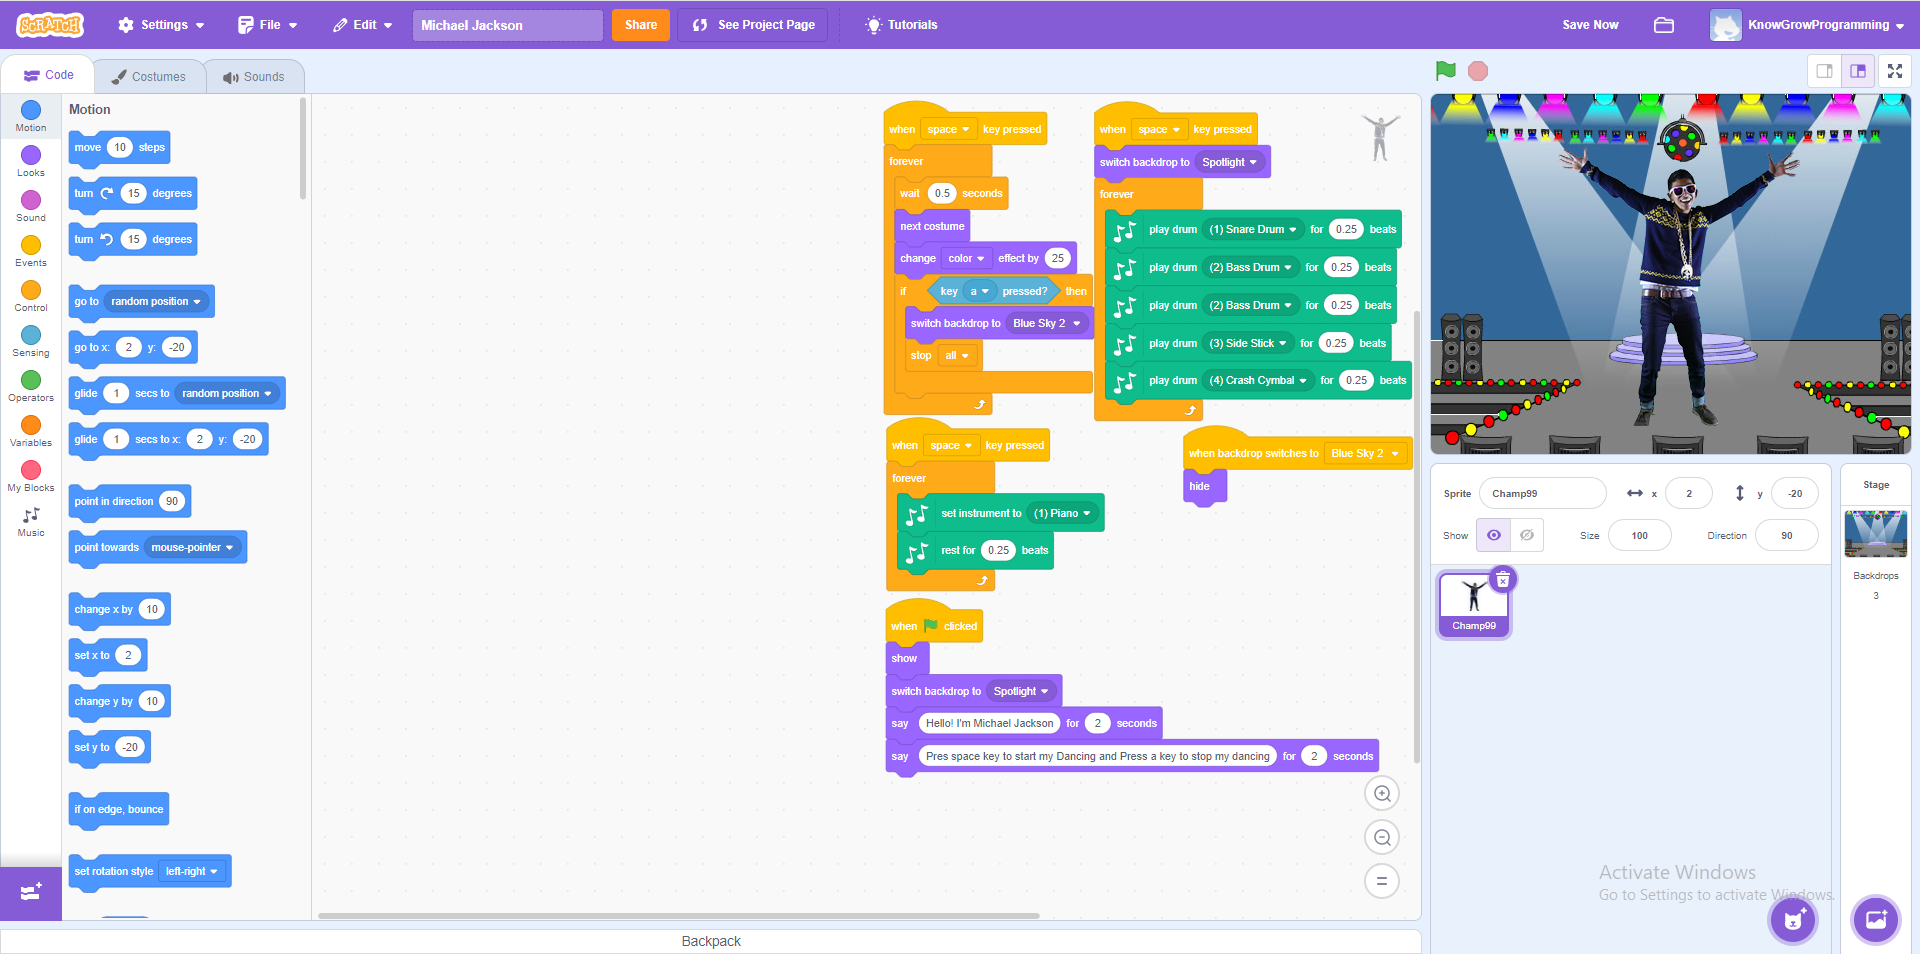 SCRATCH
Settings
File
Edit
Michael Jackson
Share
See Project Page
Tutorials
Save Now
KnowGrowProgramming
Code
Costumes
Sounds
Motion
Looks
Sound
Events
Control
Sensing
Operators
Variables
My Blocks
Music
Motion
move 10 steps
turn 15 degrees
turn 15 degrees
go to random position
go to x: 2 y: -20
glide 1 secs to random position
glide 1 secs to x: 2 y: -20
point in direction 90
point towards mouse-pointer
change x by 10
set x to 2
change y by 10
set y to -20
if on edge, bounce
set rotation style left-right
when space key pressed
forever
wait 0.5 seconds
next costume
change color effect by 25
if key a pressed? then
switch backdrop to Blue Sky 2
stop all
when space key pressed
switch backdrop to Spotlight
forever
play drum (1) Snare Drum for 0.25 beats
play drum (2) Bass Drum for 0.25 beats
play drum (2) Bass Drum for 0.25 beats
play drum (3) Side Stick for 0.25 beats
play drum (4) Crash Cymbal for 0.25 beats
when space key pressed
forever
set instrument to (1) Piano
rest for 0.25 beats
when backdrop switches to Blue Sky 2
hide
when clicked
show
switch backdrop to Spotlight
say Hello! I'm Michael Jackson for 2 seconds
say Pres space key to start my Dancing and Press a key to stop my dancing for 2 seconds
Backpack
Sprite Champ99 x 2 y -20
Show Size 100 Direction 90
Champ99
Stage
Backdrops
3
Activate Windows
Go to Settings to activate Windows.